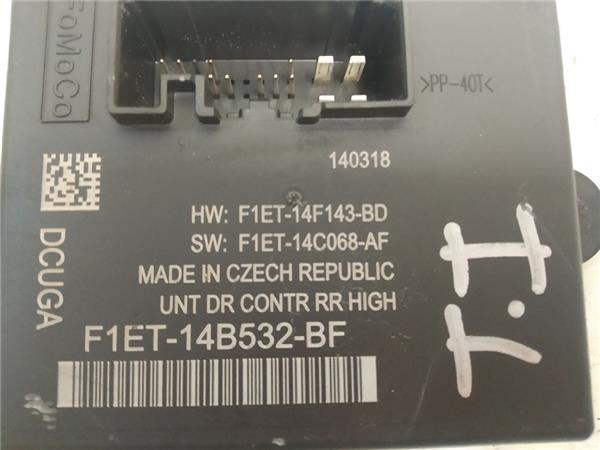 FoMoCo
>PP-40T<
140318
HW: F1ET-14F143-BD
SW: F1ET-14C068-AF
MADE IN CZECH REPUBLIC
UNT DR CONTR RR HIGH
F1ET-14B532-BF
DCUGA